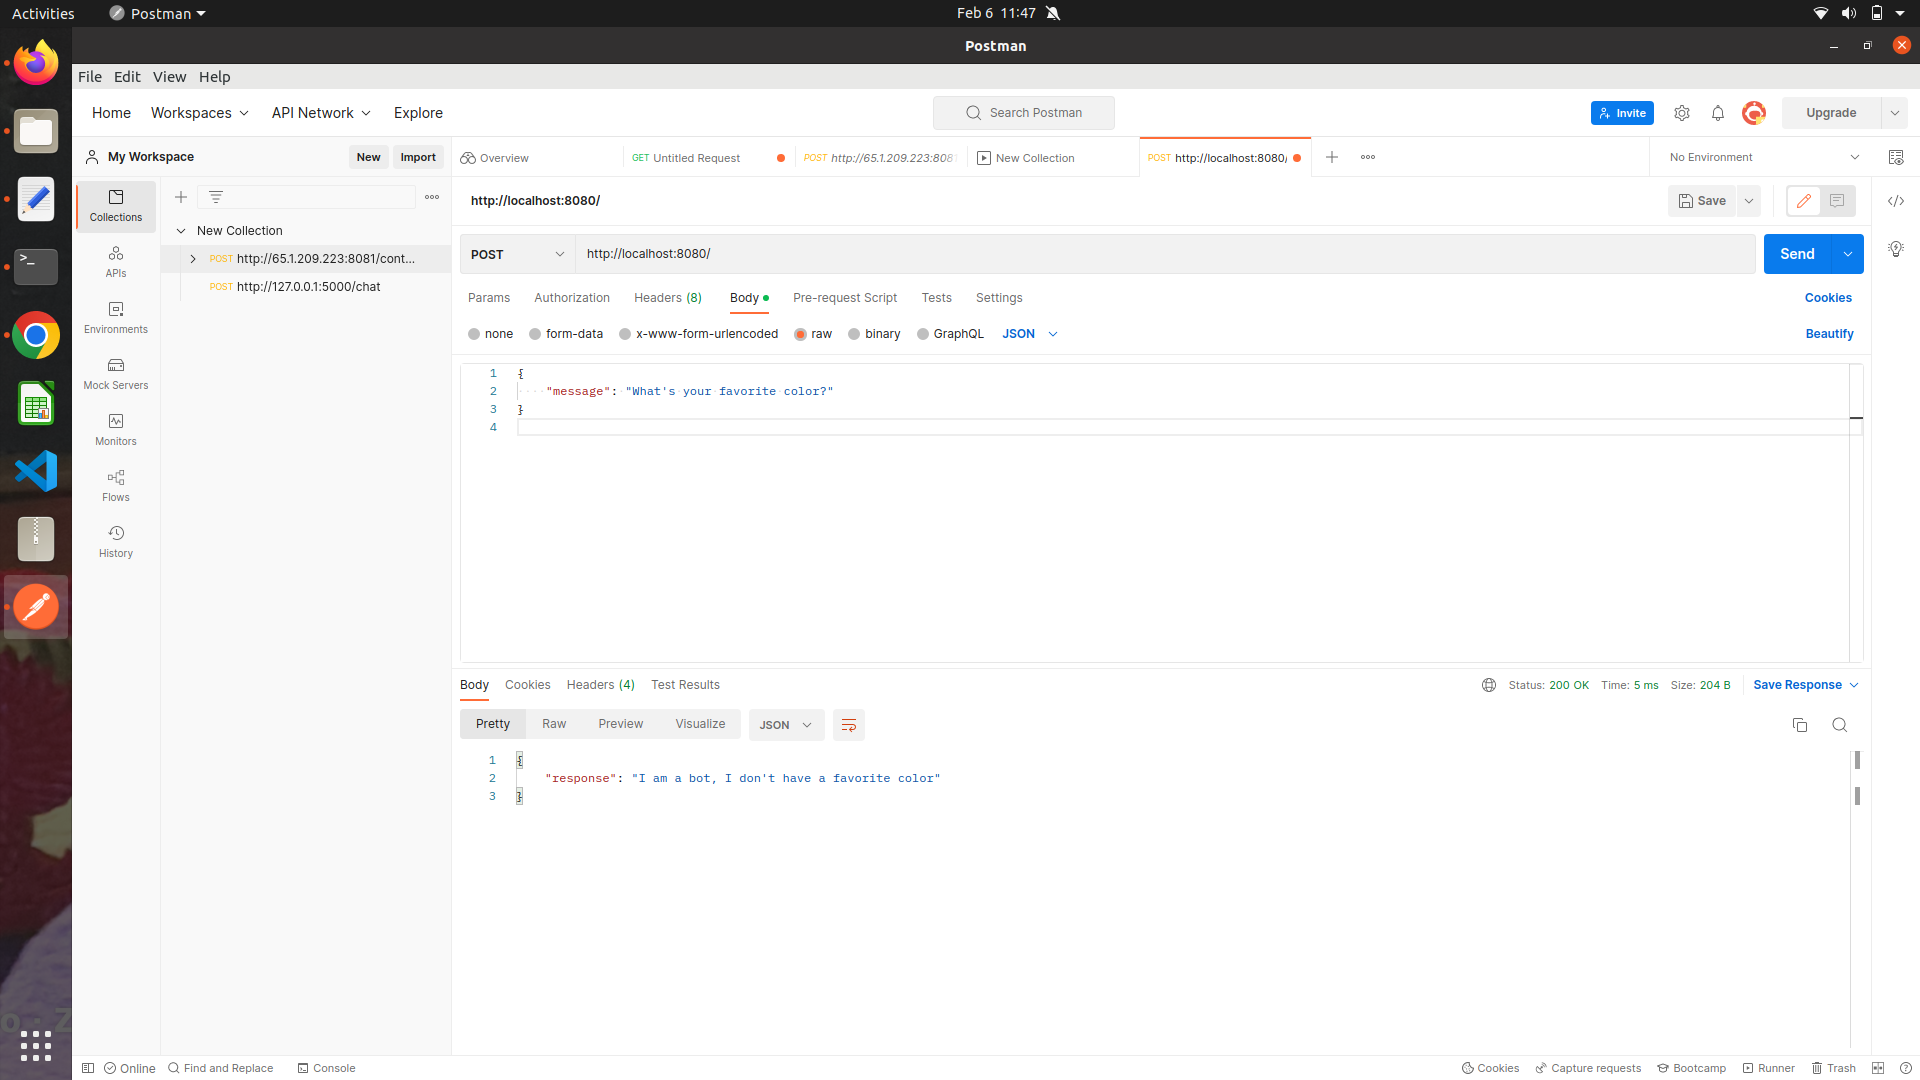 Activities Postman Feb 6 11:47
Postman
File Edit View Help
Home Workspaces API Network Explore Search Postman Invite Upgrade
My Workspace New Import Overview GET Untitled Request POST http://65.1.209.223:808 New Collection POST http://localhost:8080/ No Environment
Collections
APIs
Environments
Mock Servers
Monitors
Flows
History
New Collection
POST http://65.1.209.223:8081/cont...
POST http://127.0.0.1:5000/chat
http://localhost:8080/ Save
POST http://localhost:8080/ Send
Params Authorization Headers (8) Body Pre-request Script Tests Settings Cookies
none form-data x-www-form-urlencoded raw binary GraphQL JSON Beautify
1 {
2 "message": "What's your favorite color?"
3 }
4
Body Cookies Headers (4) Test Results Status: 200 OK Time: 5 ms Size: 204 B Save Response
Pretty Raw Preview Visualize JSON
1 {
2 "response": "I am a bot, I don't have a favorite color"
3 }
Online Find and Replace Console Cookies Capture requests Bootcamp Runner Trash